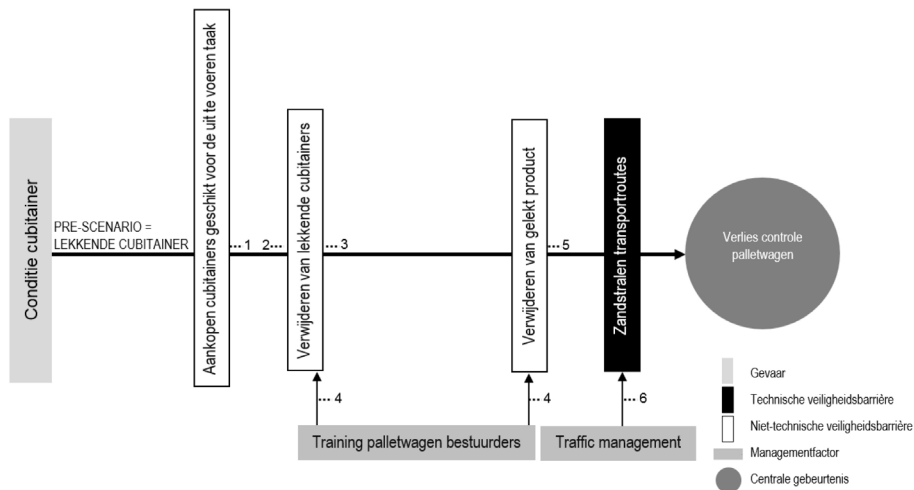 Conditie cubitainer
PRE-SCENARIO =
LEKKENDE CUBITAINER
Aankopen cubitainers geschikt voor de uit te voeren taak
... 1
2...
Verwijderen van lekkende cubitainers
... 3
Verwijderen van gelekt product
... 5
Zandstralen transportroutes
Verlies controle
palletwagen
... 4
... 4
... 6
Training palletwagen bestuurders
Traffic management
Gevaar
Technische veiligheidsbarrière
Niet-technische veiligheidsbarrière
Managementfactor
Centrale gebeurtenis